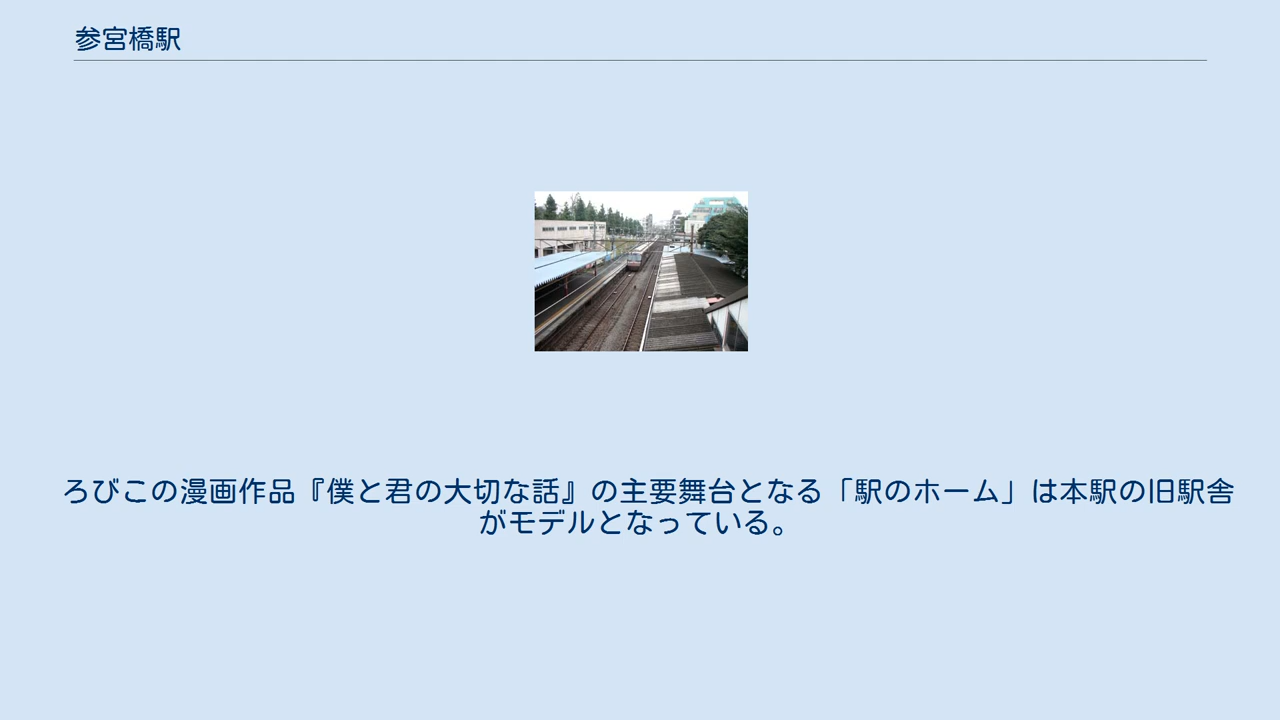 参宮橋駅
ろびこの漫画作品『僕と君の大切な話』の主要舞台となる「駅のホーム」は本駅の旧駅舎
がモデルとなっている。